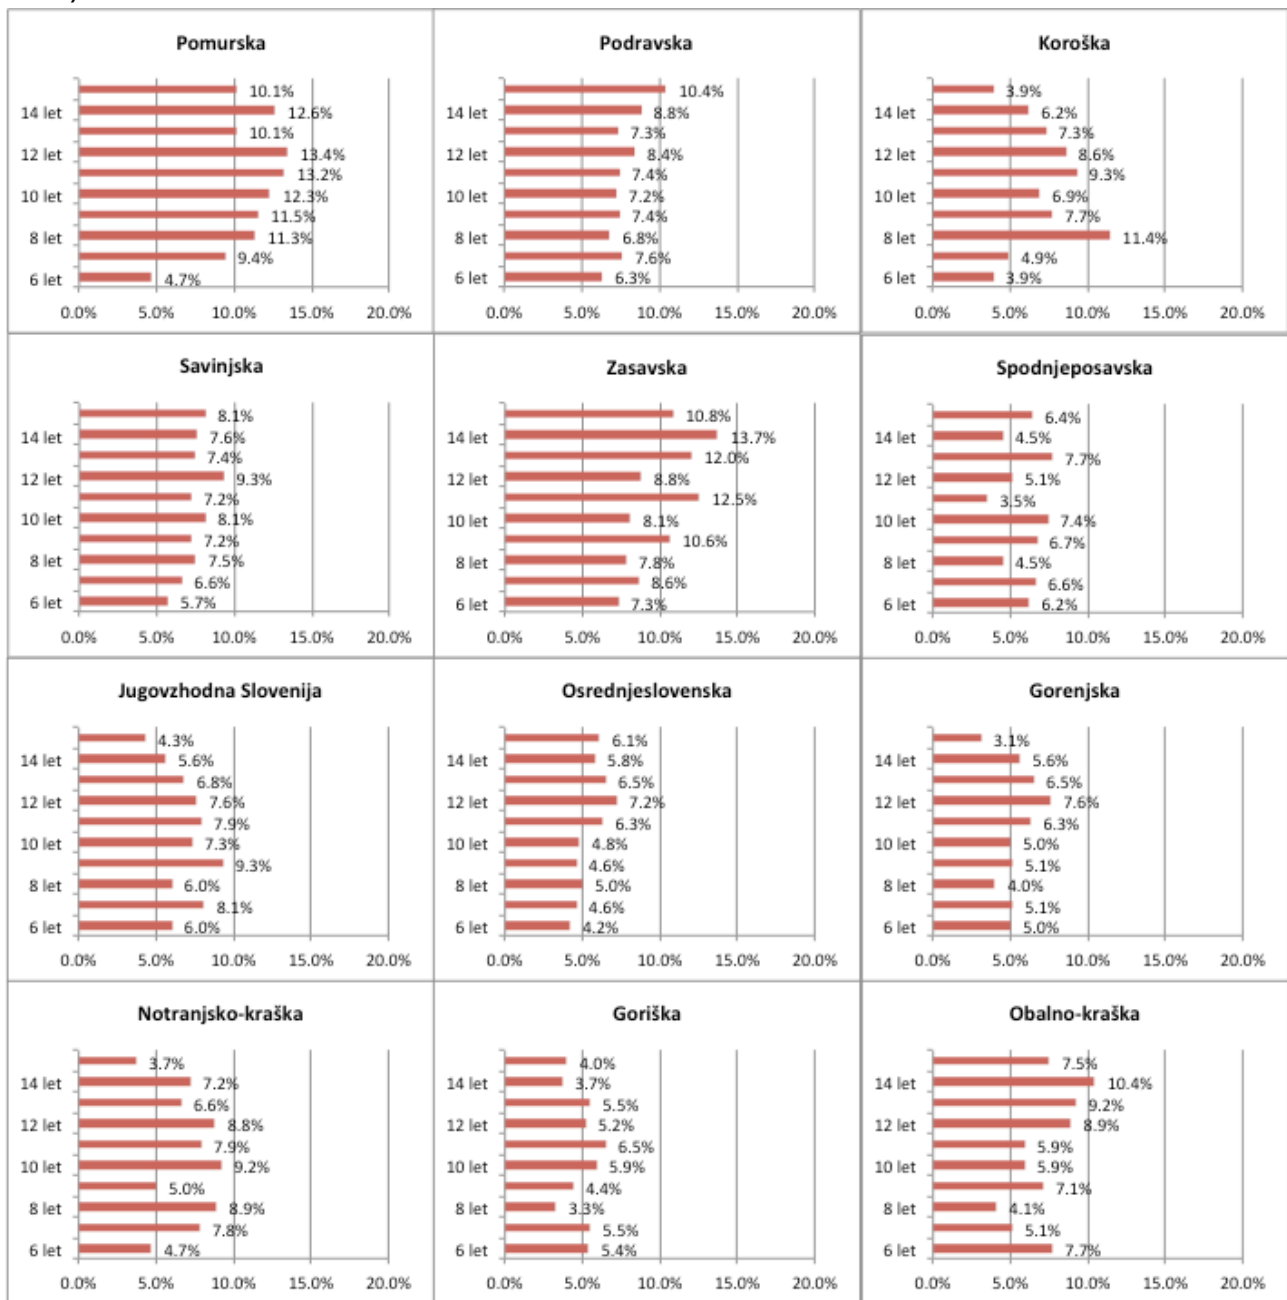 Pomurska
10.1%
14 let 12.6%
10.1%
12 let 13.4%
13.2%
10 let 12.3%
11.5%
8 let 11.3%
9.4%
6 let 4.7%
0.0% 5.0% 10.0% 15.0% 20.0%
Podravska
10.4%
14 let 8.8%
7.3%
12 let 8.4%
7.4%
10 let 7.2%
7.4%
8 let 6.8%
7.6%
6 let 6.3%
0.0% 5.0% 10.0% 15.0% 20.0%
Koroška
3.9%
14 let 6.2%
7.3%
12 let 8.6%
9.3%
10 let 6.9%
7.7%
8 let 11.4%
4.9%
6 let 3.9%
0.0% 5.0% 10.0% 15.0% 20.0%
Savinjska
8.1%
14 let 7.6%
7.4%
12 let 9.3%
7.2%
10 let 8.1%
7.2%
8 let 7.5%
6.6%
6 let 5.7%
0.0% 5.0% 10.0% 15.0% 20.0%
Zasavska
10.8%
14 let 13.7%
12.0%
12 let 8.8%
12.5%
10 let 8.1%
10.6%
8 let 7.8%
8.6%
6 let 7.3%
0.0% 5.0% 10.0% 15.0% 20.0%
Spodnjeposavska
6.4%
14 let 4.5%
7.7%
12 let 5.1%
3.5%
10 let 7.4%
6.7%
8 let 4.5%
6.6%
6 let 6.2%
0.0% 5.0% 10.0% 15.0% 20.0%
Jugovzhodna Slovenija
4.3%
14 let 5.6%
6.8%
12 let 7.6%
7.9%
10 let 7.3%
9.3%
8 let 6.0%
8.1%
6 let 6.0%
0.0% 5.0% 10.0% 15.0% 20.0%
Osrednjeslovenska
6.1%
14 let 5.8%
6.5%
12 let 7.2%
6.3%
10 let 4.8%
4.6%
8 let 5.0%
4.6%
6 let 4.2%
0.0% 5.0% 10.0% 15.0% 20.0%
Gorenjska
3.1%
14 let 5.6%
6.5%
12 let 7.6%
6.3%
10 let 5.0%
5.1%
8 let 4.0%
5.1%
6 let 5.0%
0.0% 5.0% 10.0% 15.0% 20.0%
Notranjsko-kraška
3.7%
14 let 7.2%
6.6%
12 let 8.8%
7.9%
10 let 9.2%
5.0%
8 let 8.9%
7.8%
6 let 4.7%
0.0% 5.0% 10.0% 15.0% 20.0%
Goriška
4.0%
14 let 3.7%
5.5%
12 let 5.2%
6.5%
10 let 5.9%
4.4%
8 let 3.3%
5.5%
6 let 5.4%
0.0% 5.0% 10.0% 15.0% 20.0%
Obalno-kraška
7.5%
14 let 10.4%
9.2%
12 let 8.9%
5.9%
10 let 5.9%
7.1%
8 let 4.1%
5.1%
6 let 7.7%
0.0% 5.0% 10.0% 15.0% 20.0%